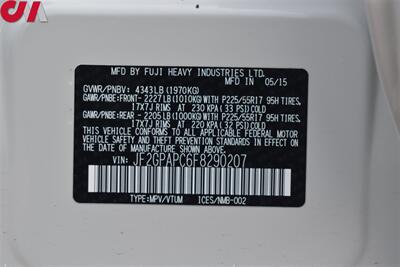 CIA
MFD BY FUJI HEAVY INDUSTRIES LTD.
GVWR/PNBV: 4343LB (1970KG) MFD IN 05/15
GAWR/PNBE:FRONT- 2227LB (1010KG)WITH P225/55R17 95H TIRES,
17X7J RIMS AT 230 KPA (33 PSI) COLD
GAWR/PNBE:REAR - 2205LB (1000KG)WITH P225/55R17 95H TIRES,
17X7J RIMS AT 220 KPA (32 PSI) COLD
THIS VEHICLE CONFORMS TO ALL APPLICABLE FEDERAL MOTOR
VEHICLE SAFETY, BUMPER, AND THEFT PREVENTION STANDARDS
IN EFFECT ON THE DATE OF MANUFACTURE SHOWN ABOVE.
VIN: JF2GPAPC6F8290207
TYPE:MPV/VTUM ICES/NMB-002